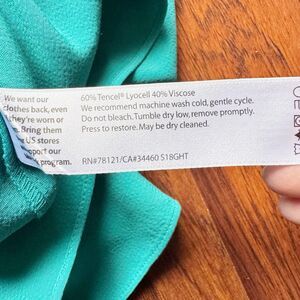 We want our
clothes back, even
they're worn or
Bring them
US stores
pport our
k program.
60% Tencel® Lyocell 40% Viscose
We recommend machine wash cold, gentle cycle.
Do not bleach. Tumble dry low, remove promptly.
Press to restore. May be dry cleaned.
RN#78121/CA#34460 S18GHT